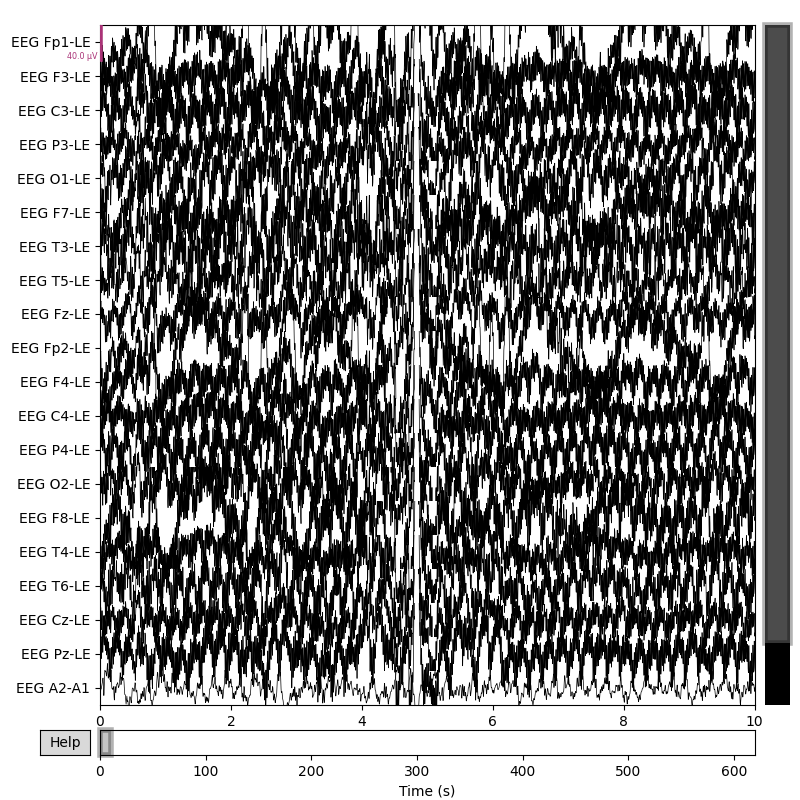 EEG Fp1-LE
40.0 µV
EEG F3-LE
EEG C3-LE
EEG P3-LE
EEG O1-LE
EEG F7-LE
EEG T3-LE
EEG T5-LE
EEG Fz-LE
EEG Fp2-LE
EEG F4-LE
EEG C4-LE
EEG P4-LE
EEG O2-LE
EEG F8-LE
EEG T4-LE
EEG T6-LE
EEG Cz-LE
EEG Pz-LE
EEG A2-A1
0 2 4 6 8 10
Help
0 100 200 300 400 500 600
Time (s)